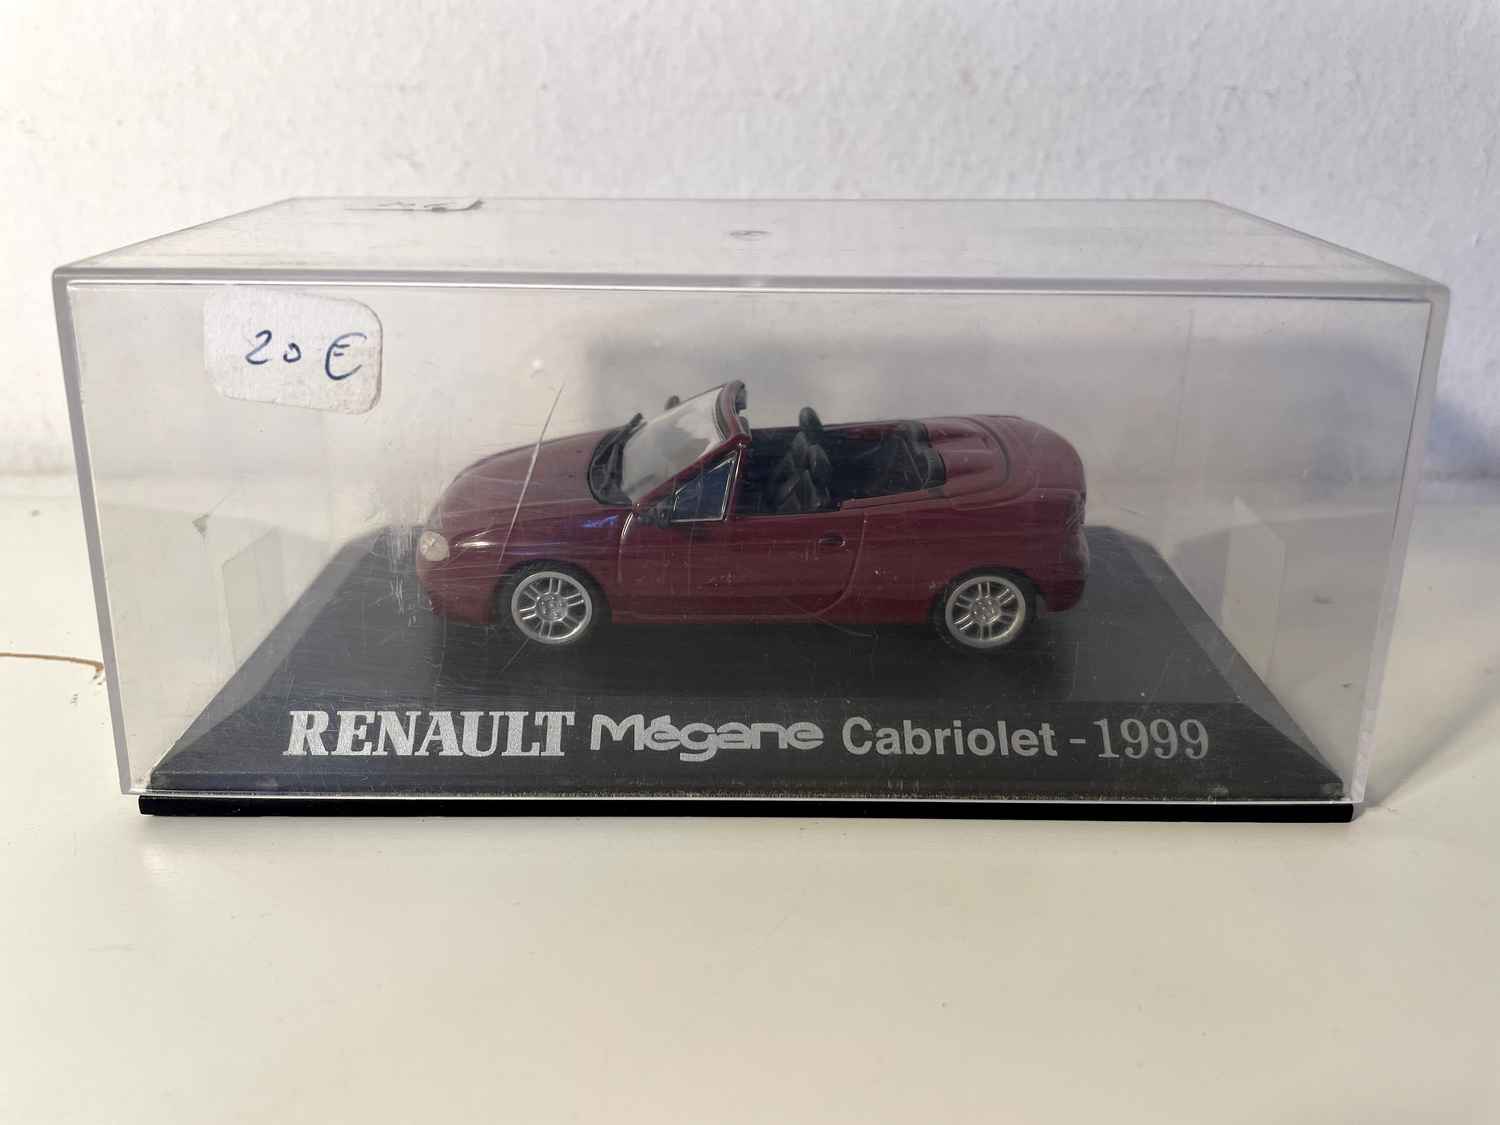 20 €
RENAULT Mégane Cabriolet - 1999